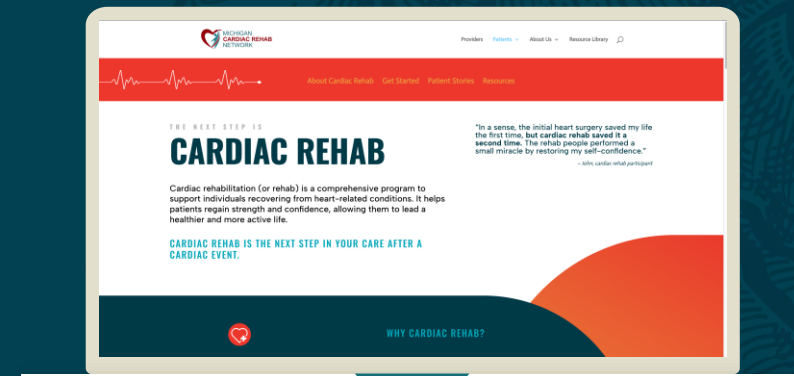 MICHIGAN
CARDIAC REHAB
NETWORK
Providers Patients About Us Resource Library
About Cardiac Rehab Get Started Patient Stories Resources
THE NEXT STEP IS
CARDIAC REHAB
Cardiac rehabilitation (or rehab) is a comprehensive program to
support individuals recovering from heart-related conditions. It helps
patients regain strength and confidence, allowing them to lead a
healthier and more active life.
CARDIAC REHAB IS THE NEXT STEP IN YOUR CARE AFTER A
CARDIAC EVENT.
"In a sense, the initial heart surgery saved my life
the first time, but cardiac rehab saved it a
second time. The rehab people performed a
small miracle by restoring my self-confidence."
– John, cardiac rehab participant
WHY CARDIAC REHAB?